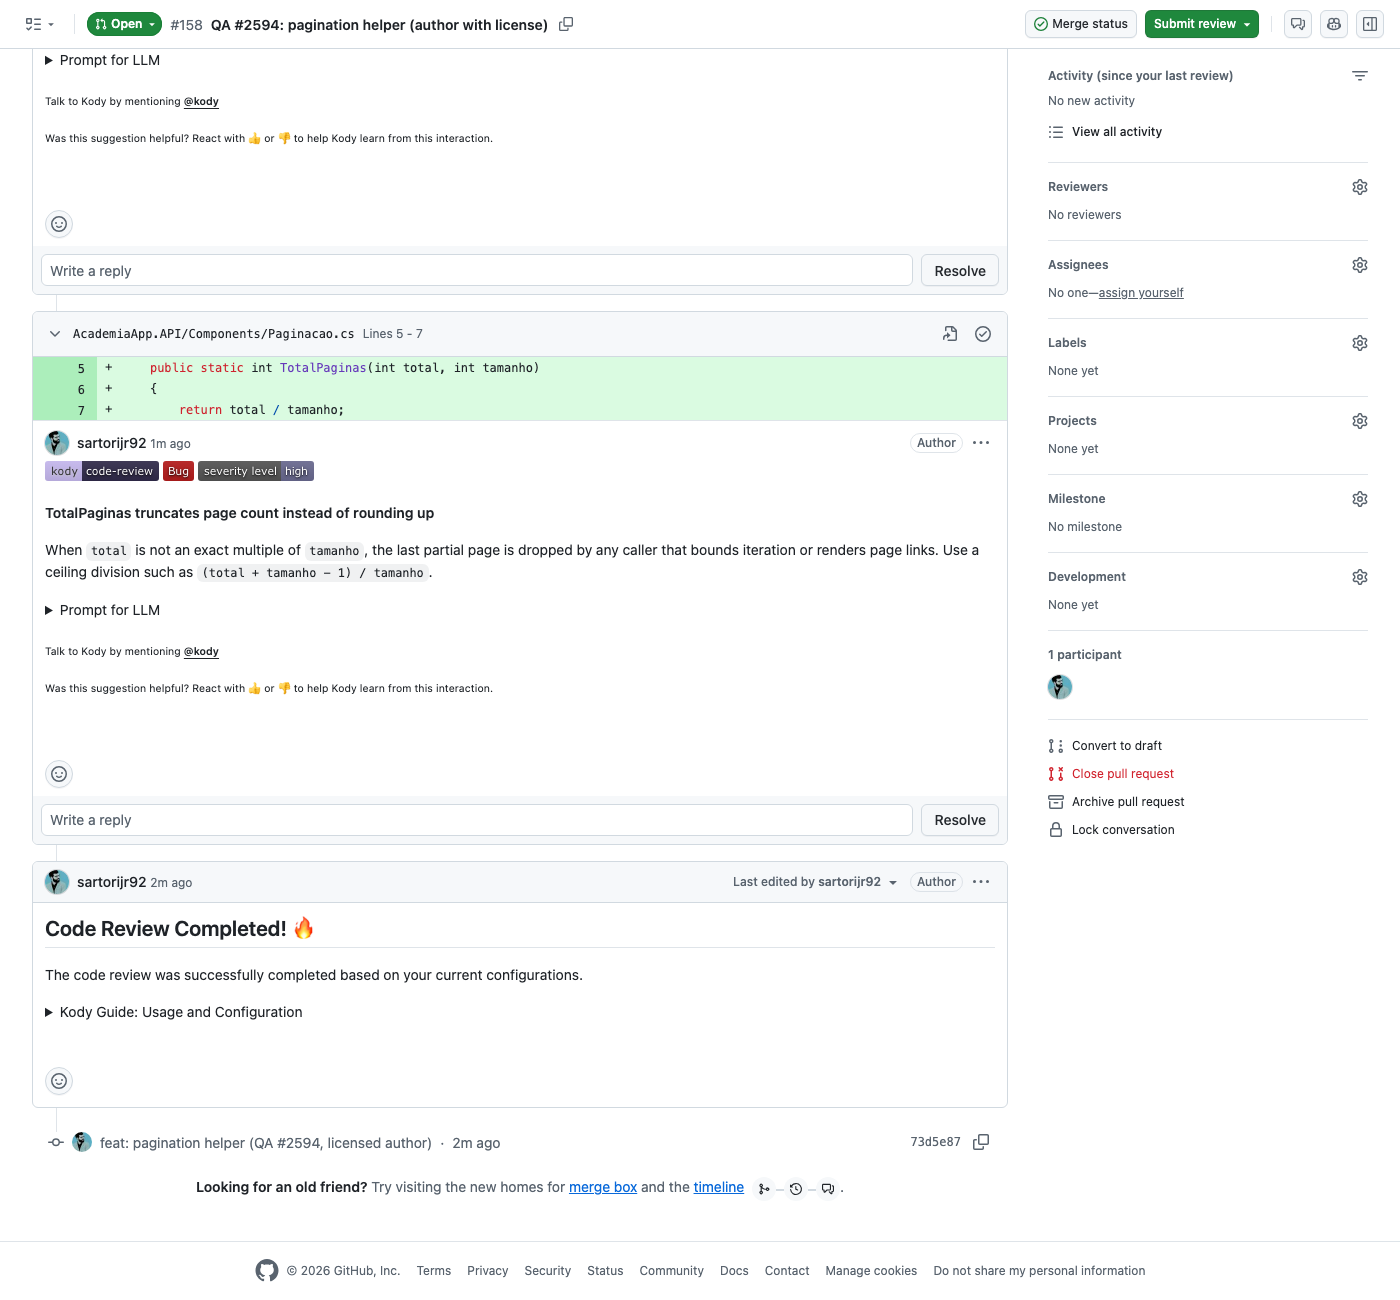 Open #158 QA #2594: pagination helper (author with license)
Merge status
Submit review
Prompt for LLM
Talk to Kody by mentioning @kody
Was this suggestion helpful? React with 👍 or 👎 to help Kody learn from this interaction.
Write a reply
Resolve
AcademiaApp.API/Components/Paginacao.cs Lines 5 - 7
5 + public static int TotalPaginas(int total, int tamanho)
6 + {
7 + return total / tamanho;
sartorijr92 1m ago
Author
kody code-review Bug severity level high
TotalPaginas truncates page count instead of rounding up
When total is not an exact multiple of tamanho, the last partial page is dropped by any caller that bounds iteration or renders page links. Use a
ceiling division such as (total + tamanho - 1) / tamanho.
Prompt for LLM
Talk to Kody by mentioning @kody
Was this suggestion helpful? React with 👍 or 👎 to help Kody learn from this interaction.
Write a reply
Resolve
sartorijr92 2m ago
Last edited by sartorijr92
Author
Code Review Completed! 🔥
The code review was successfully completed based on your current configurations.
Kody Guide: Usage and Configuration
feat: pagination helper (QA #2594, licensed author) · 2m ago
73d5e87
Looking for an old friend? Try visiting the new homes for merge box and the timeline – – .
Activity (since your last review)
No new activity
View all activity
Reviewers
No reviewers
Assignees
No one—assign yourself
Labels
None yet
Projects
None yet
Milestone
No milestone
Development
None yet
1 participant
Convert to draft
Close pull request
Archive pull request
Lock conversation
© 2026 GitHub, Inc. Terms Privacy Security Status Community Docs Contact Manage cookies Do not share my personal information